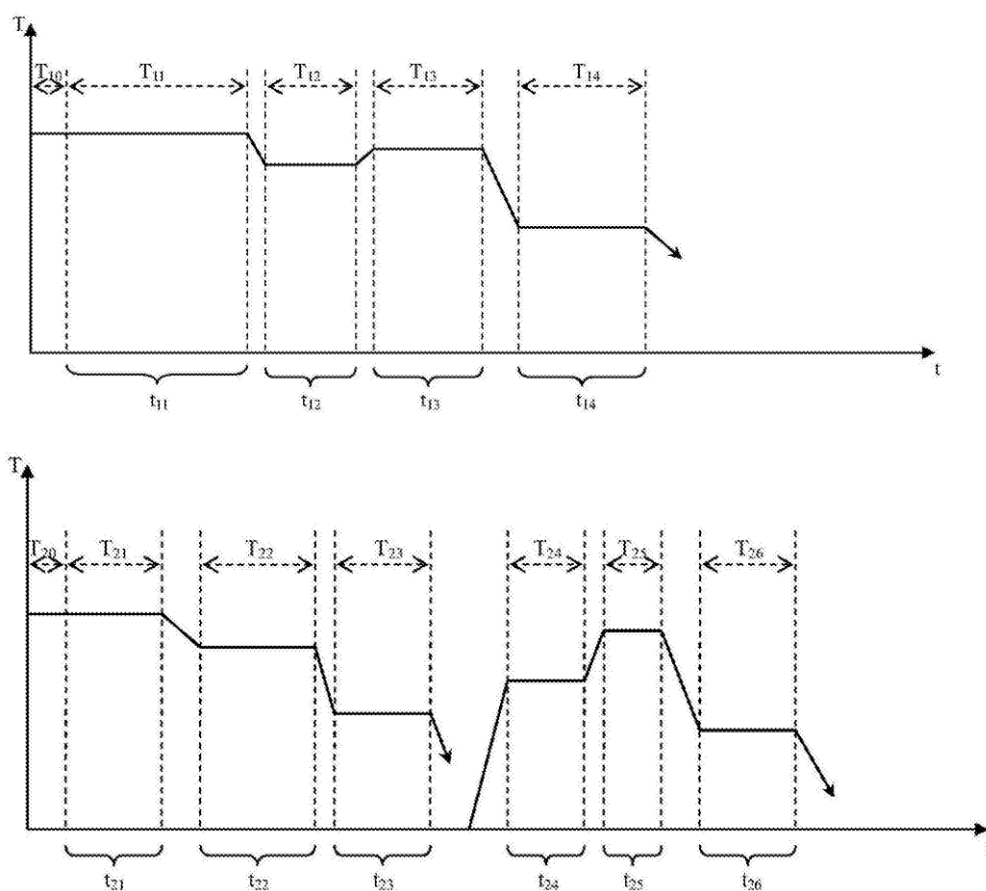 T
T₁₀ T₁₁ T₁₂ T₁₃ T₁₄
t
t₁₁ t₁₂ t₁₃ t₁₄
T
T₂₀ T₂₁ T₂₂ T₂₃ T₂₄ T₂₅ T₂₆
t₂₁ t₂₂ t₂₃ t₂₄ t₂₅ t₂₆